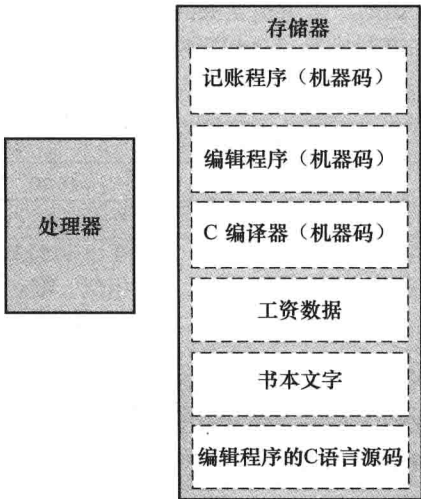 存储器
记账程序（机器码）
编辑程序（机器码）
处理器
C 编译器（机器码）
工资数据
书本文字
编辑程序的C语言源码